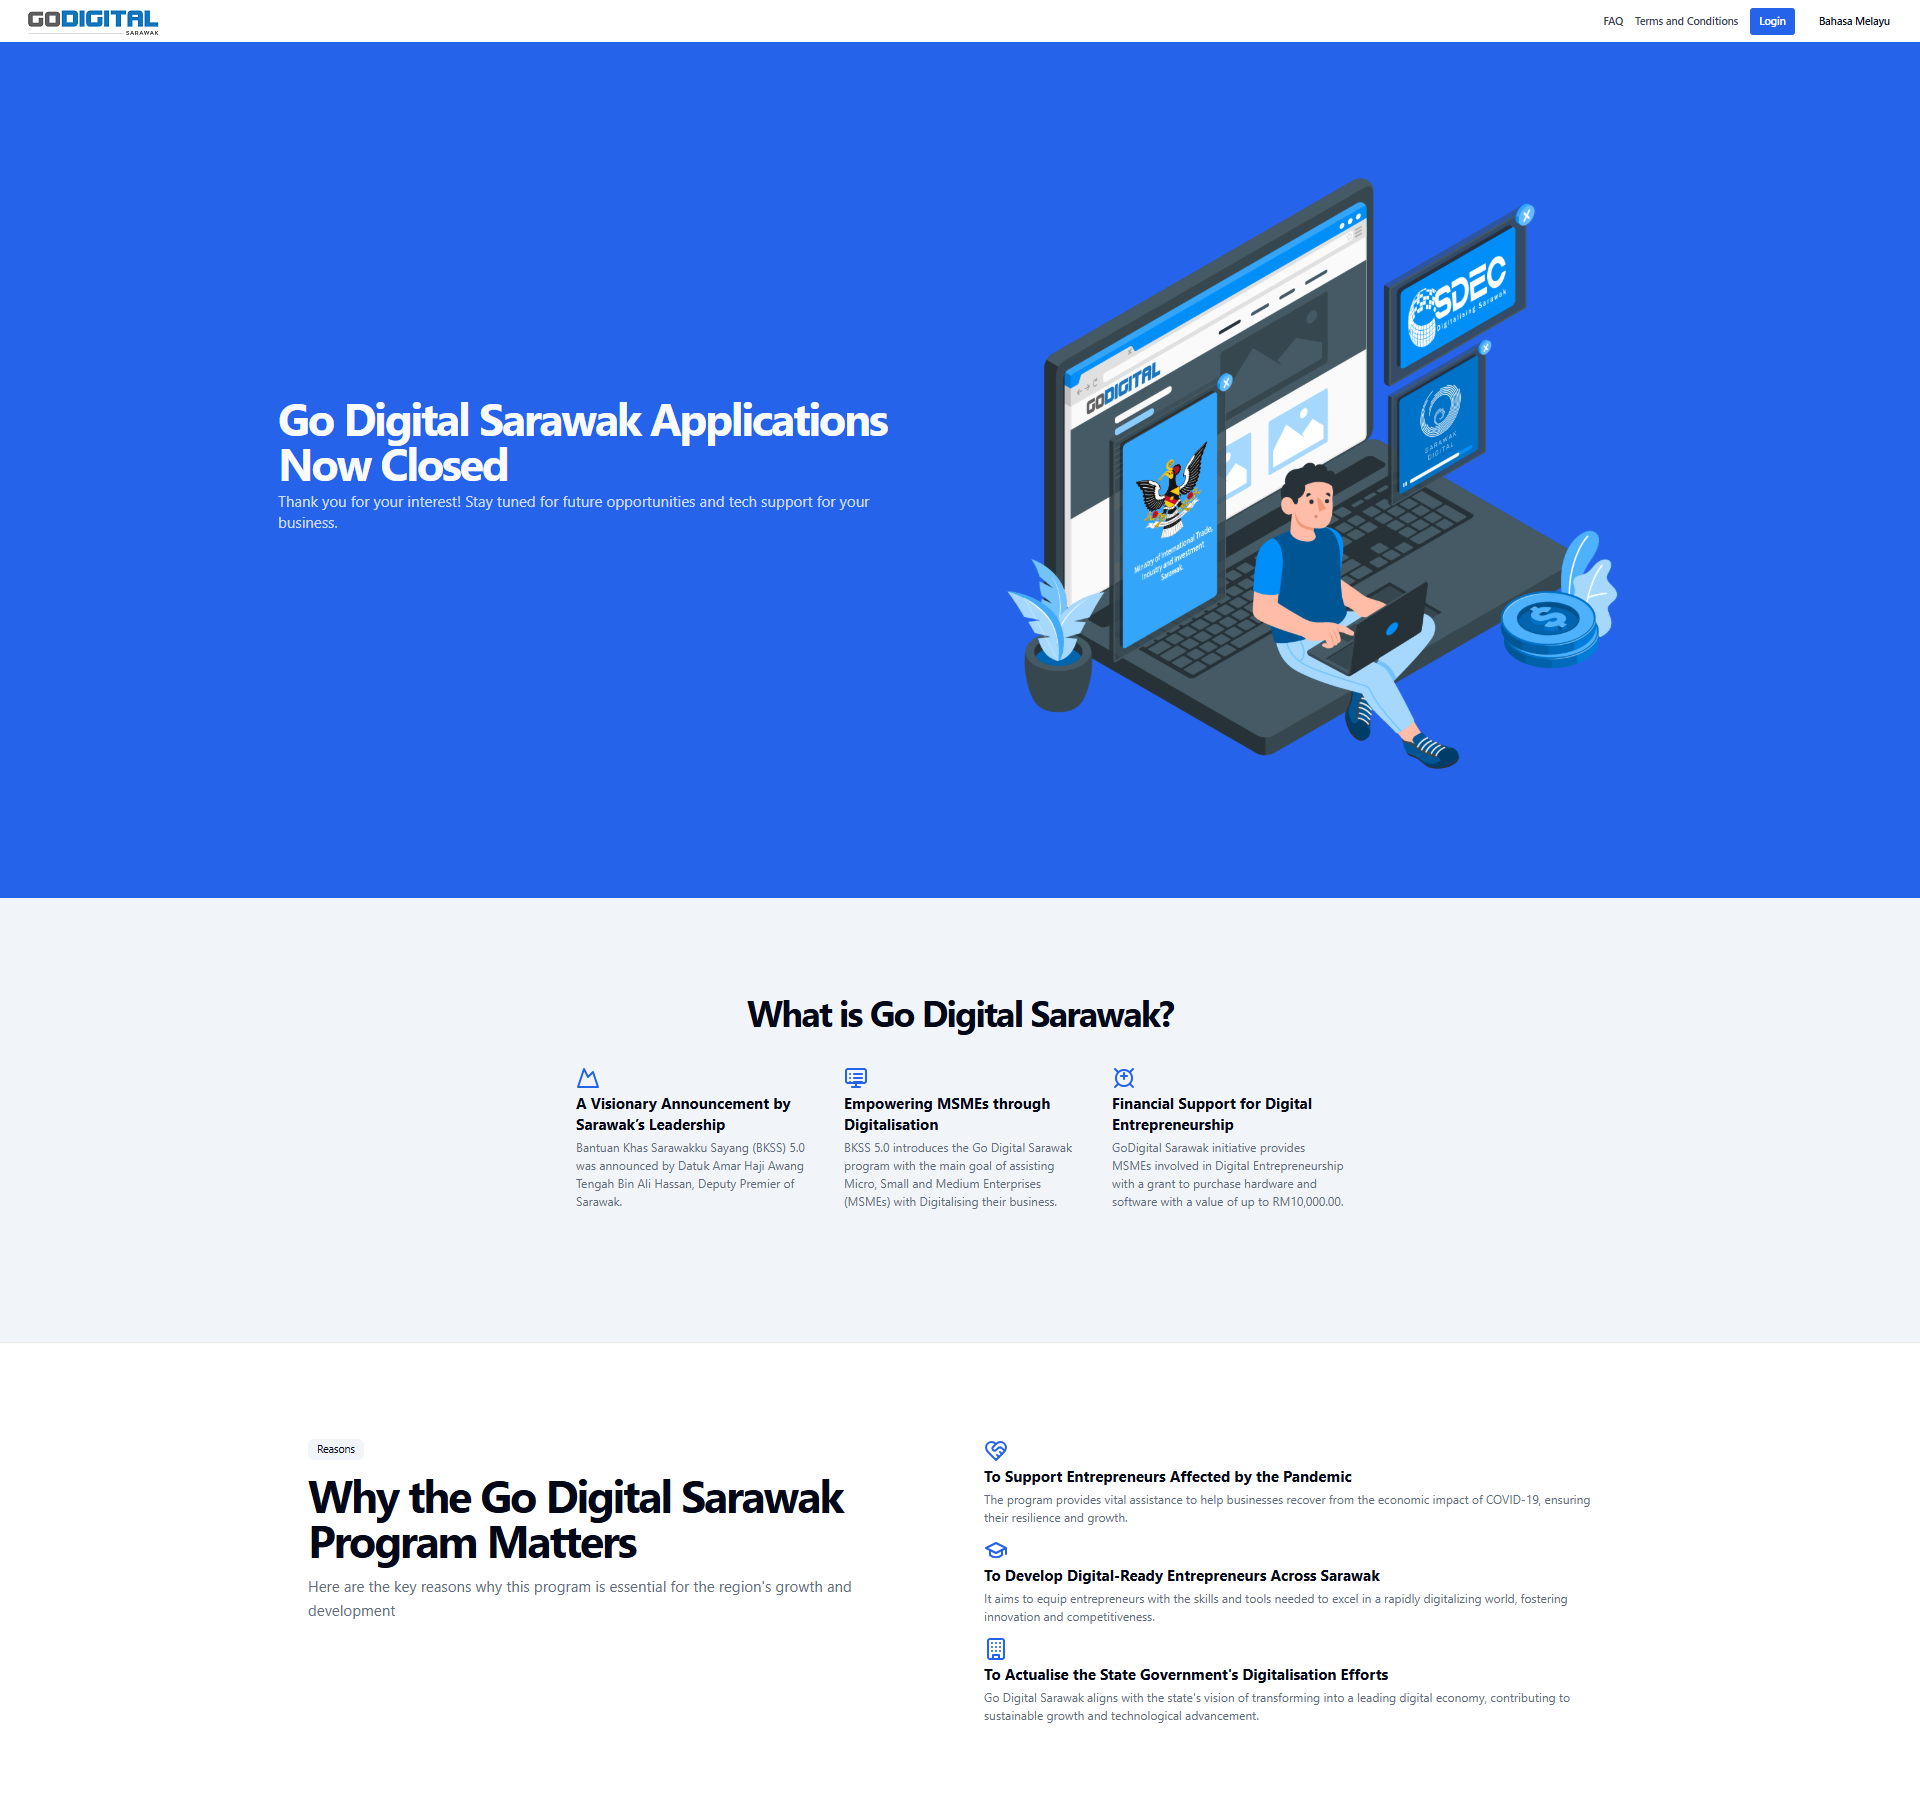 GODIGITAL
SARAWAK
FAQ
Terms and Conditions
Login
Bahasa Melayu
Go Digital Sarawak Applications
Now Closed
Thank you for your interest! Stay tuned for future opportunities and tech support for your
business.
GODIGITAL
SDEC
Digitalising Sarawak
SARAWAK
DIGITAL
Ministry of International Trade,
Industry and Investment
Sarawak
What is Go Digital Sarawak?
A Visionary Announcement by
Sarawak’s Leadership
Bantuan Khas Sarawakku Sayang (BKSS) 5.0
was announced by Datuk Amar Haji Awang
Tengah Bin Ali Hassan, Deputy Premier of
Sarawak.
Empowering MSMEs through
Digitalisation
BKSS 5.0 introduces the Go Digital Sarawak
program with the main goal of assisting
Micro, Small and Medium Enterprises
(MSMEs) with Digitalising their business.
Financial Support for Digital
Entrepreneurship
GoDigital Sarawak initiative provides
MSMEs involved in Digital Entrepreneurship
with a grant to purchase hardware and
software with a value of up to RM10,000.00.
Reasons
Why the Go Digital Sarawak
Program Matters
Here are the key reasons why this program is essential for the region's growth and
development
To Support Entrepreneurs Affected by the Pandemic
The program provides vital assistance to help businesses recover from the economic impact of COVID-19, ensuring
their resilience and growth.
To Develop Digital-Ready Entrepreneurs Across Sarawak
It aims to equip entrepreneurs with the skills and tools needed to excel in a rapidly digitalizing world, fostering
innovation and competitiveness.
To Actualise the State Government's Digitalisation Efforts
Go Digital Sarawak aligns with the state's vision of transforming into a leading digital economy, contributing to
sustainable growth and technological advancement.